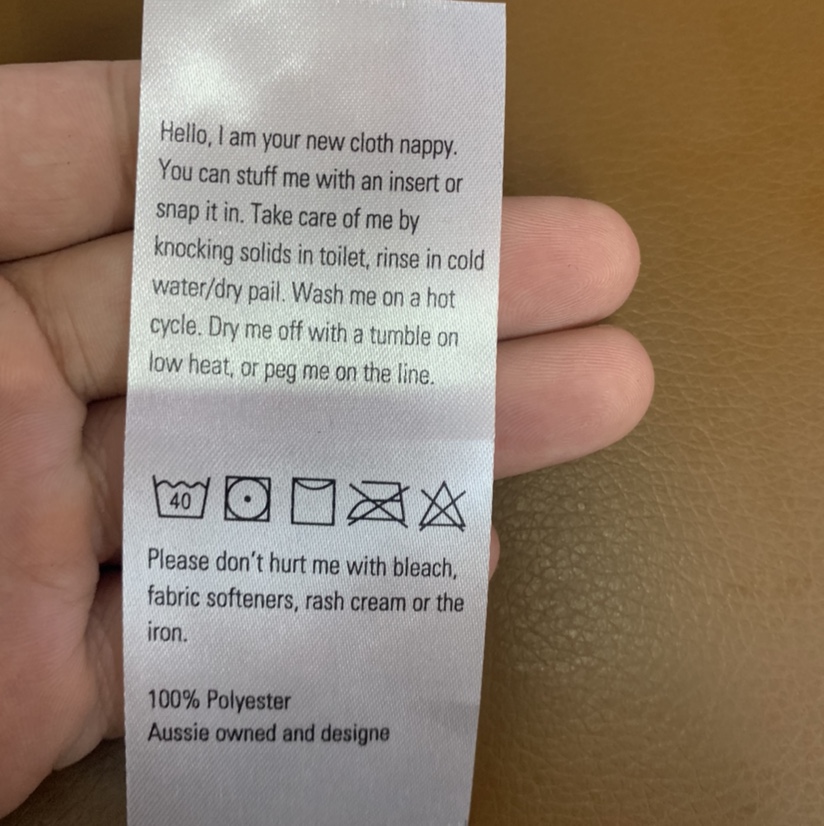 Hello, I am your new cloth nappy.
You can stuff me with an insert or
snap it in. Take care of me by
knocking solids in toilet, rinse in cold
water/dry pail. Wash me on a hot
cycle. Dry me off with a tumble on
low heat, or peg me on the line.
40
Please don't hurt me with bleach,
fabric softeners, rash cream or the
iron.
100% Polyester
Aussie owned and designe